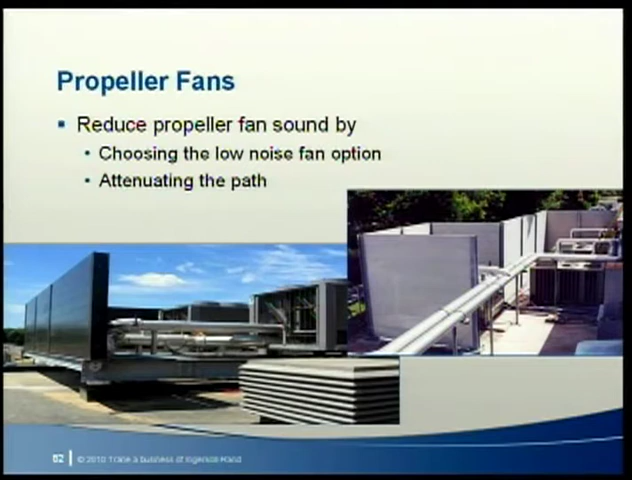 Propeller Fans
▪ Reduce propeller fan sound by
• Choosing the low noise fan option
• Attenuating the path
62 | © 2010 Trane a business of Ingersoll Rand